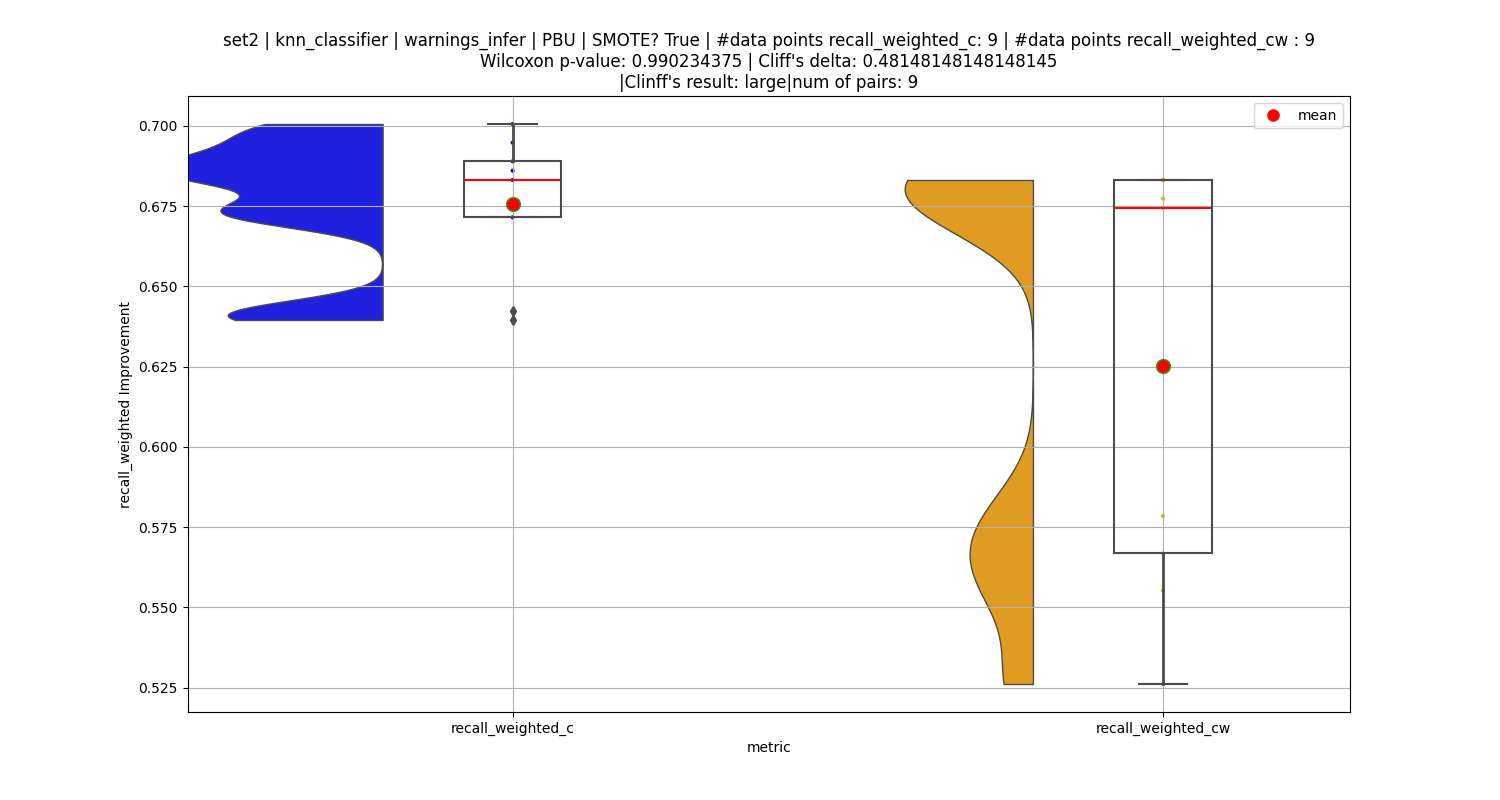 set2 | knn_classifier | warnings_infer | PBU | SMOTE? True | #data points recall_weighted_c: 9 | #data points recall_weighted_cw : 9
Wilcoxon p-value: 0.990234375 | Cliff's delta: 0.48148148148148145
|Clinff's result: large|num of pairs: 9
mean
0.700
0.675
0.650
0.625
0.600
0.575
0.550
0.525
recall_weighted Improvement
recall_weighted_c
recall_weighted_cw
metric